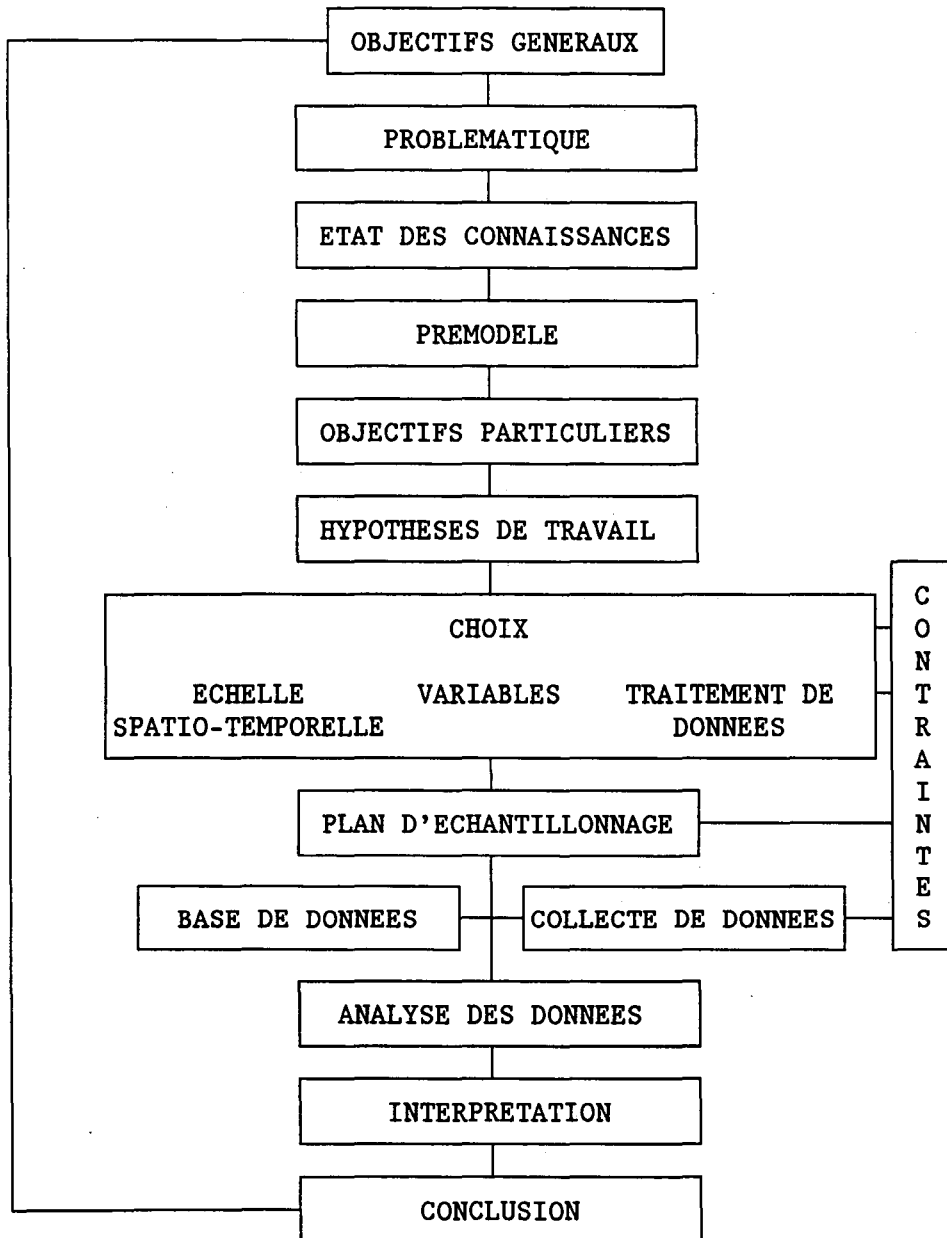 OBJECTIFS GENERAUX
PROBLEMATIQUE
ETAT DES CONNAISSANCES
PREMODELE
OBJECTIFS PARTICULIERS
HYPOTHESES DE TRAVAIL
CHOIX
ECHELLE VARIABLES TRAITEMENT DE
SPATIO-TEMPORELLE DONNEES
CONTRAINTES
PLAN D'ECHANTILLONNAGE
BASE DE DONNEES COLLECTE DE DONNEES
ANALYSE DES DONNEES
INTERPRETATION
CONCLUSION